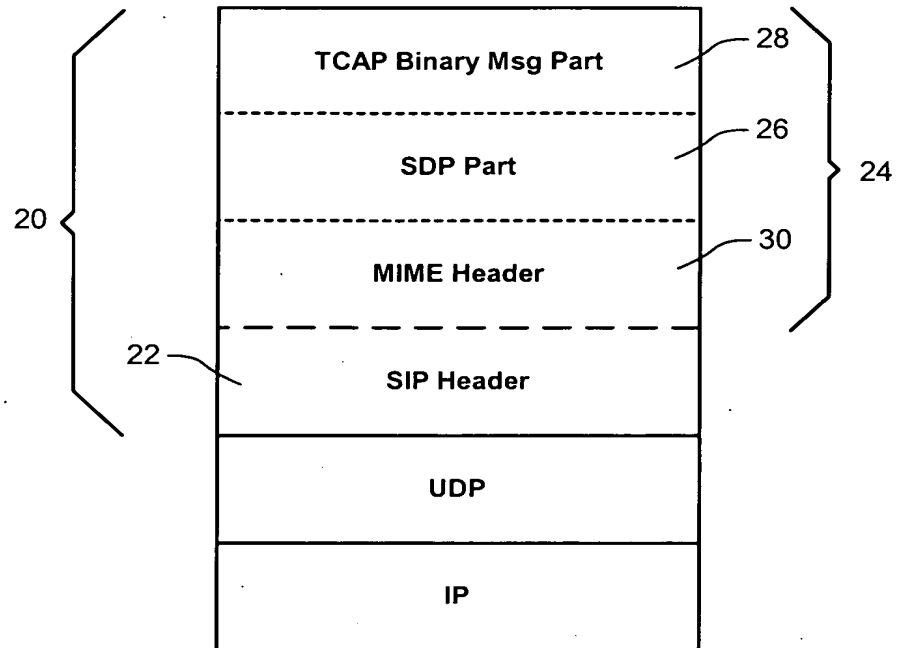 TCAP Binary Msg Part
28
SDP Part
26
24
20
MIME Header
30
22
SIP Header
UDP
IP